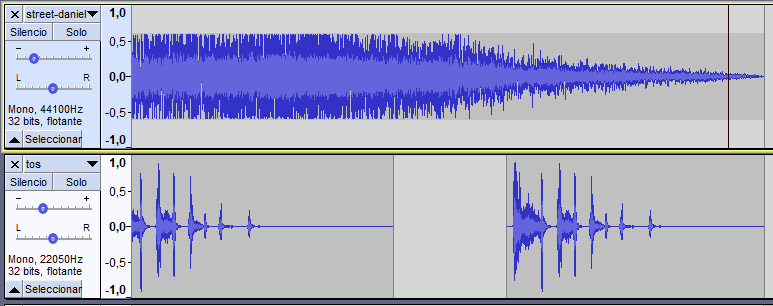 × street-daniel ▼
Silencio Solo
- +
L R
Mono, 44100Hz
32 bits, flotante
Seleccionar
1,0
0,5
0,0
-0,5
-1,0
× tos ▼
Silencio Solo
- +
L R
Mono, 22050Hz
32 bits, flotante
Seleccionar
1,0
0,5
0,0
-0,5
-1,0